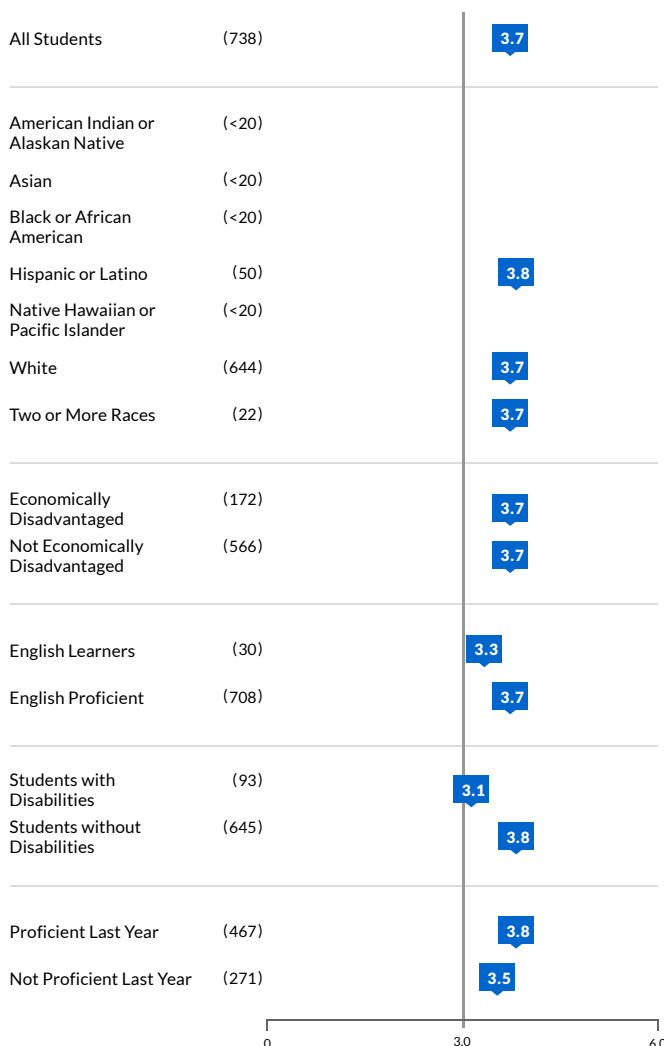 All Students (738) 3.7
American Indian or (<20)
Alaskan Native
Asian (<20)
Black or African (<20)
American
Hispanic or Latino (50) 3.8
Native Hawaiian or (<20)
Pacific Islander
White (644) 3.7
Two or More Races (22) 3.7
Economically (172) 3.7
Disadvantaged
Not Economically (566) 3.7
Disadvantaged
English Learners (30) 3.3
English Proficient (708) 3.7
Students with (93) 3.1
Disabilities
Students without (645) 3.8
Disabilities
Proficient Last Year (467) 3.8
Not Proficient Last Year (271) 3.5
0 3.0 6.0